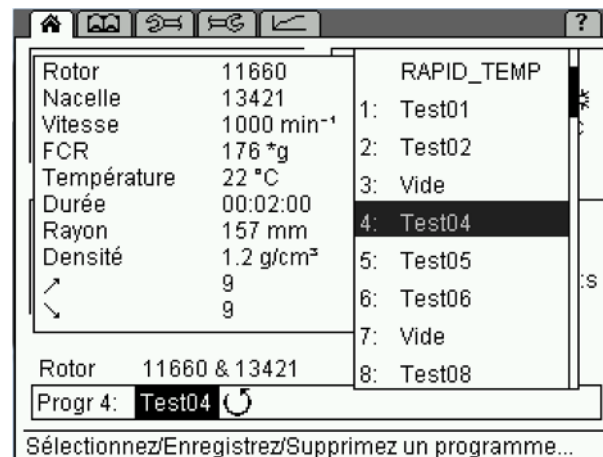 ?
Rotor 11660
Nacelle 13421
Vitesse 1000 min⁻¹
FCR 176 *g
Température 22 °C
Durée 00:02:00
Rayon 157 mm
Densité 1.2 g/cm³
↗ 9
↘ 9
RAPID_TEMP
1: Test01
2: Test02
3: Vide
4: Test04
5: Test05
6: Test06
7: Vide
8: Test08
Rotor 11660 & 13421
Progr 4: Test04
Sélectionnez/Enregistrez/Supprimez un programme...